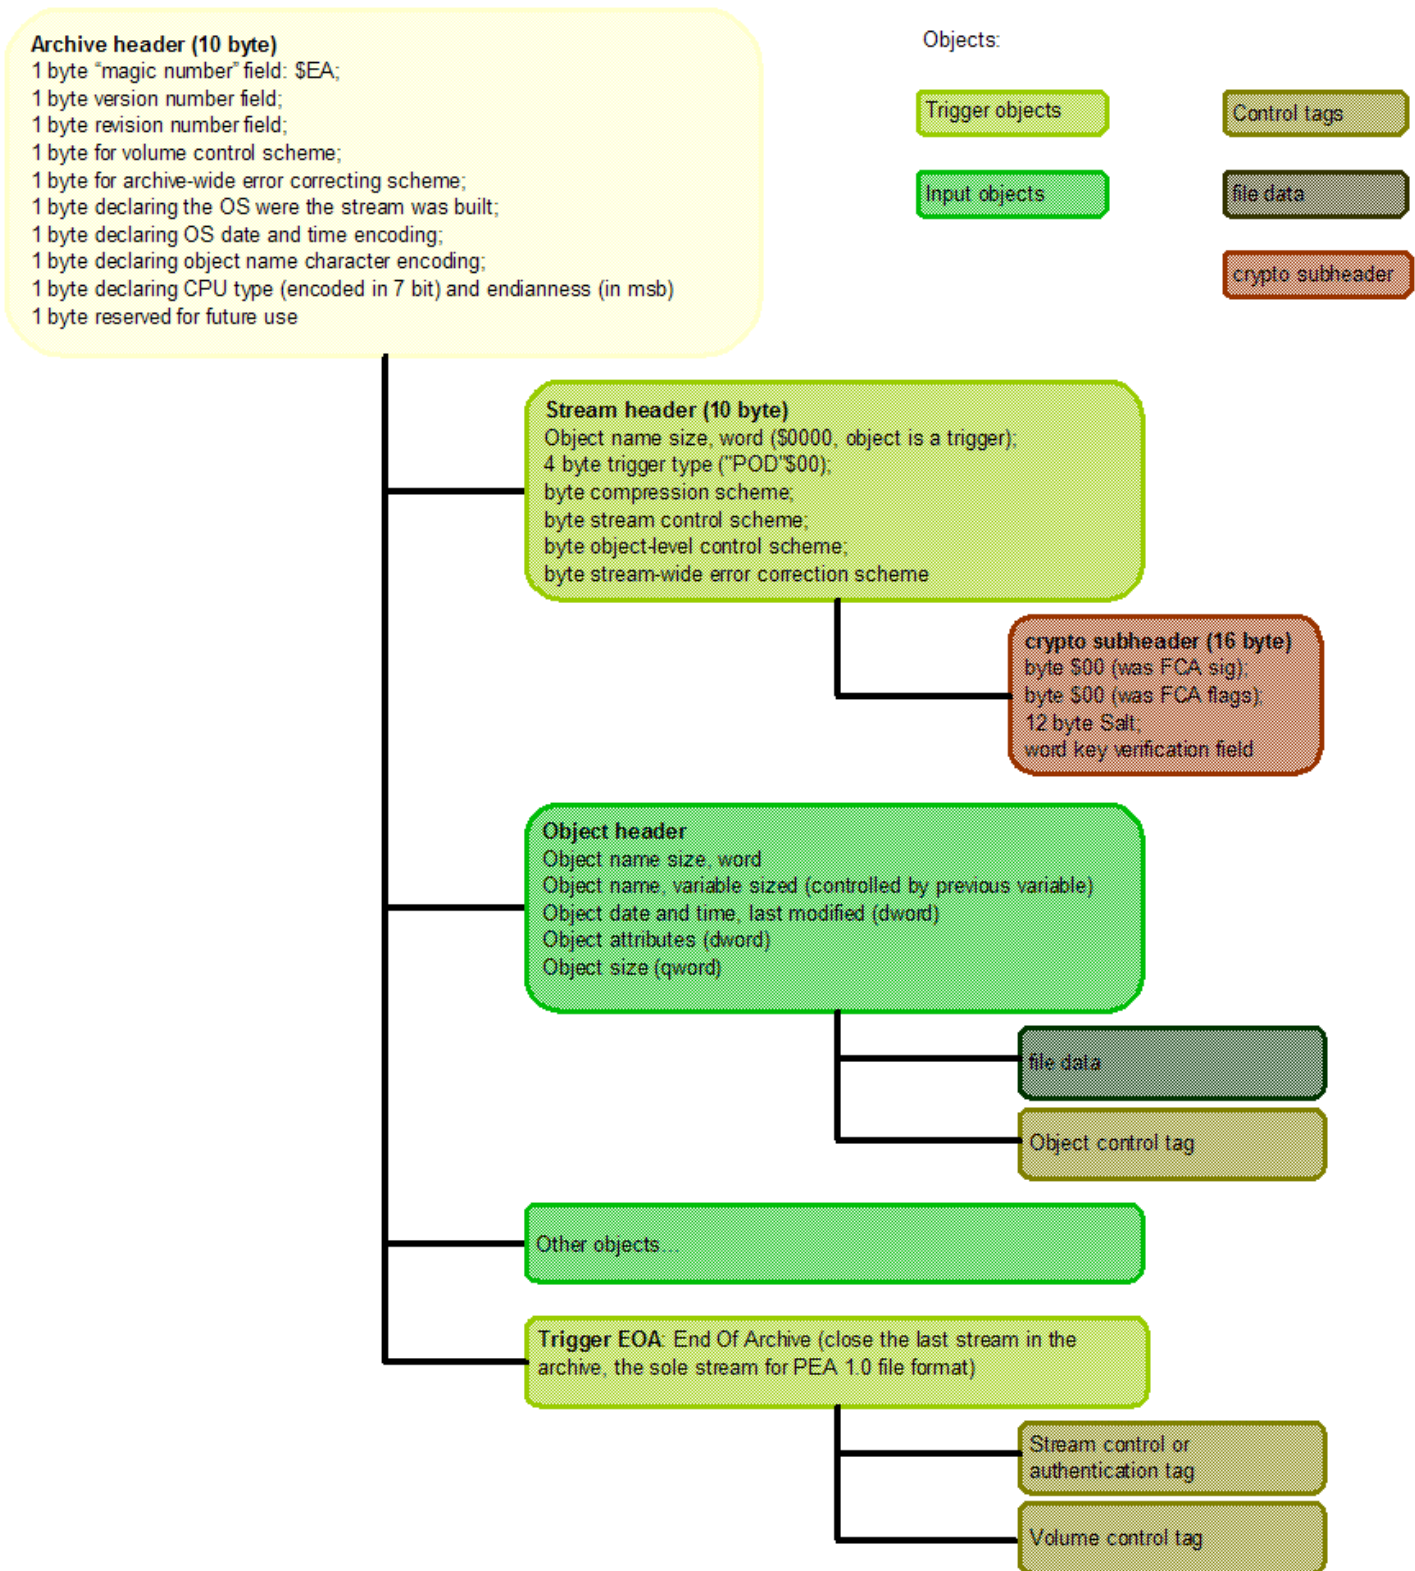 Archive header (10 byte)
1 byte “magic number” field: $EA;
1 byte version number field;
1 byte revision number field;
1 byte for volume control scheme;
1 byte for archive-wide error correcting scheme;
1 byte declaring the OS were the stream was built;
1 byte declaring OS date and time encoding;
1 byte declaring object name character encoding;
1 byte declaring CPU type (encoded in 7 bit) and endianness (in msb)
1 byte reserved for future use
Objects:
Trigger objects
Control tags
Input objects
file data
crypto subheader
Stream header (10 byte)
Object name size, word ($0000, object is a trigger);
4 byte trigger type ("POD"$00);
byte compression scheme;
byte stream control scheme;
byte object-level control scheme;
byte stream-wide error correction scheme
crypto subheader (16 byte)
byte $00 (was FCA sig);
byte $00 (was FCA flags);
12 byte Salt;
word key verification field
Object header
Object name size, word
Object name, variable sized (controlled by previous variable)
Object date and time, last modified (dword)
Object attributes (dword)
Object size (qword)
file data
Object control tag
Other objects...
Trigger EOA: End Of Archive (close the last stream in the
archive, the sole stream for PEA 1.0 file format)
Stream control or
authentication tag
Volume control tag